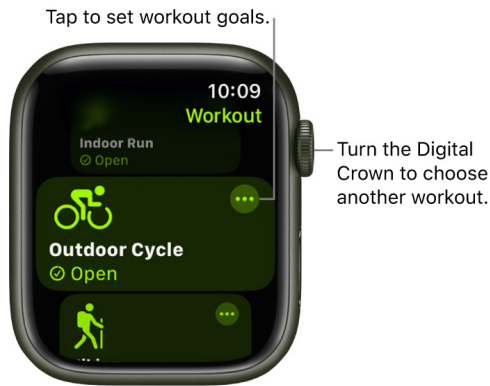 Tap to set workout goals.
10:09
Workout
Indoor Run
Open
Turn the Digital
Crown to choose
another workout.
Outdoor Cycle
Open